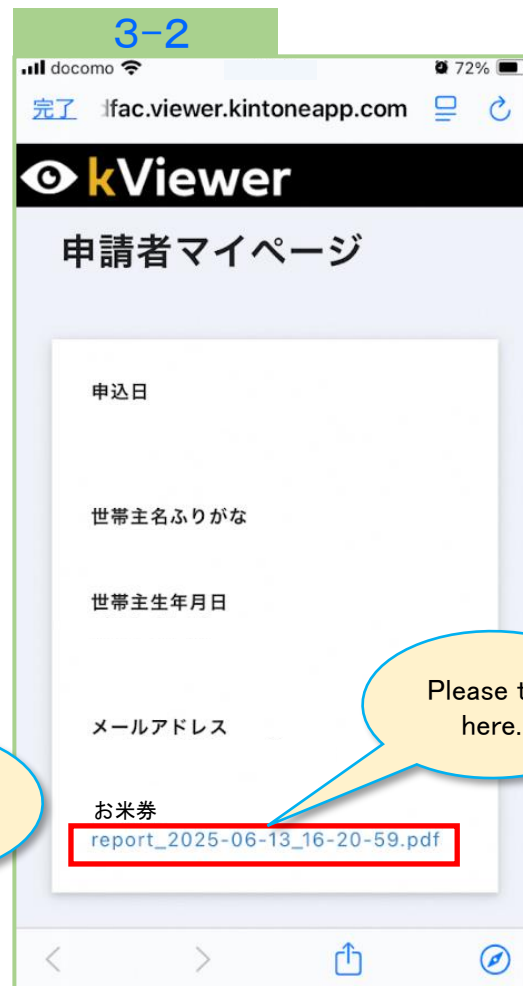 3-2
docomo
72%
完了
dfac.viewer.kintoneapp.com
kViewer
申請者マイページ
申込日
世帯主名ふりがな
世帯主生年月日
Please
here.
メールアドレス
お米券
report_2025-06-13_16-20-59.pdf